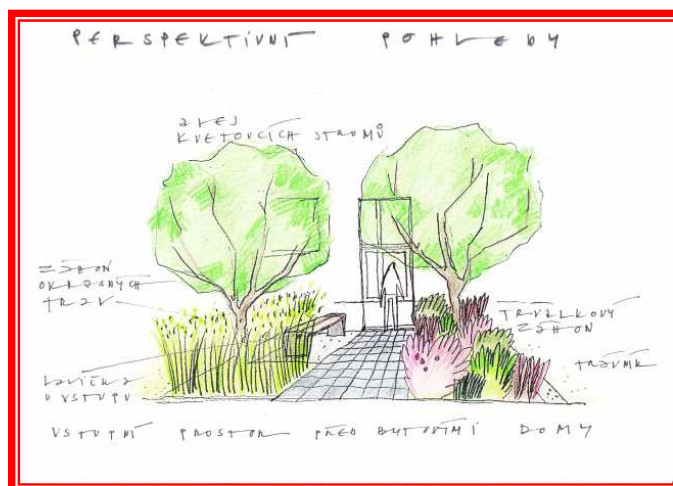 PERSPEKTIVNÍ POHLEDY
ALEJ
KVETOUCÍCH STROMŮ
ZÁHON
OKRASNÝCH
TRAV
TRVALKOVÝ
ZÁHON
TRÁVNÍK
LAVIČKA
U VSTUPU
VSTUPNÍ PROSTOR PŘED BYTOVÝMI DOMY